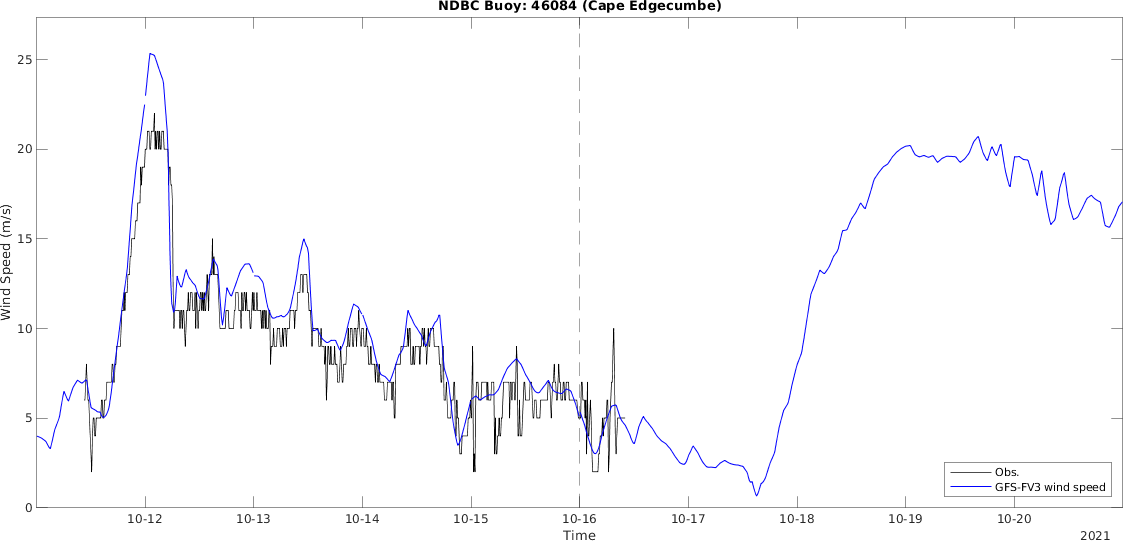 NDBC Buoy: 46084 (Cape Edgecumbe)
Wind Speed (m/s)
25
20
15
10
5
0
Obs.
GFS-FV3 wind speed
10-12 10-13 10-14 10-15 10-16 10-17 10-18 10-19 10-20
Time
2021